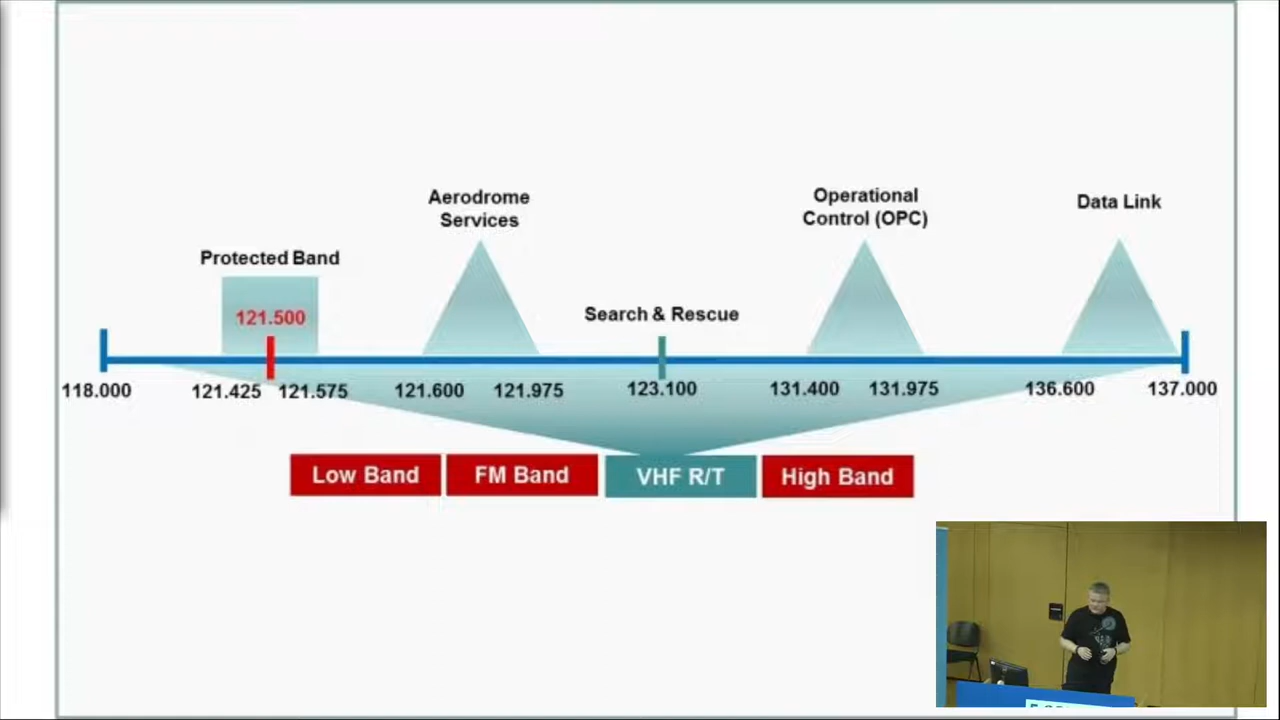 Aerodrome
Services
Operational
Control (OPC)
Data Link
Protected Band
121.500
Search & Rescue
118.000
121.425
121.575
121.600
121.975
123.100
131.400
131.975
136.600
137.000
Low Band
FM Band
VHF R/T
High Band